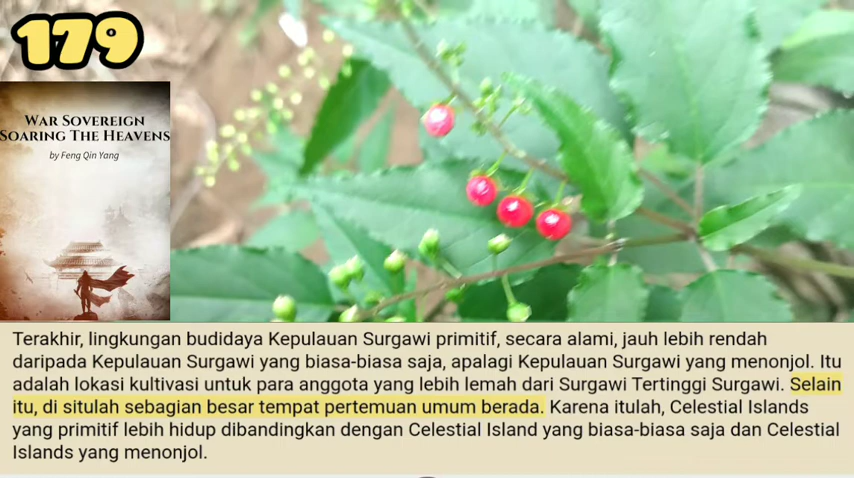 179
WAR SOVEREIGN
SOARING THE HEAVENS
by Feng Qin Yang
Terakhir, lingkungan budidaya Kepulauan Surgawi primitif, secara alami, jauh lebih rendah
daripada Kepulauan Surgawi yang biasa-biasa saja, apalagi Kepulauan Surgawi yang menonjol. Itu
adalah lokasi kultivasi untuk para anggota yang lebih lemah dari Surgawi Tertinggi Surgawi. Selain
itu, di situlah sebagian besar tempat pertemuan umum berada. Karena itulah, Celestial Islands
yang primitif lebih hidup dibandingkan dengan Celestial Island yang biasa-biasa saja dan Celestial
Islands yang menonjol.